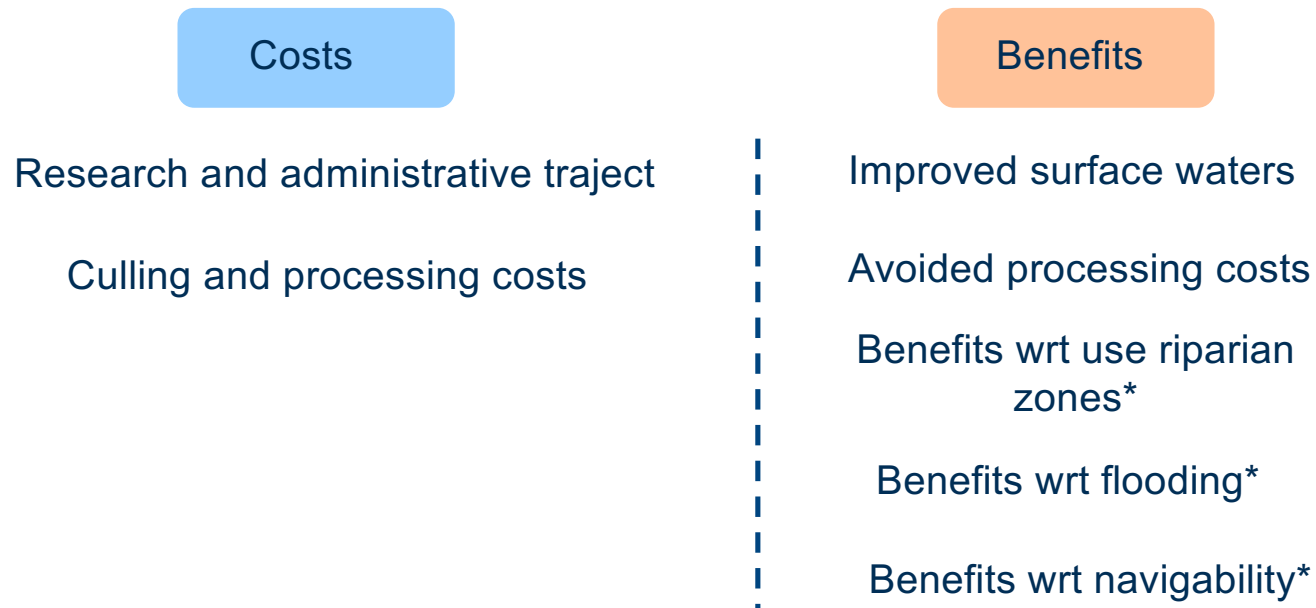 Costs
Research and administrative traject
Culling and processing costs
Benefits
Improved surface waters
Avoided processing costs
Benefits wrt use riparian
zones*
Benefits wrt flooding*
Benefits wrt navigability*